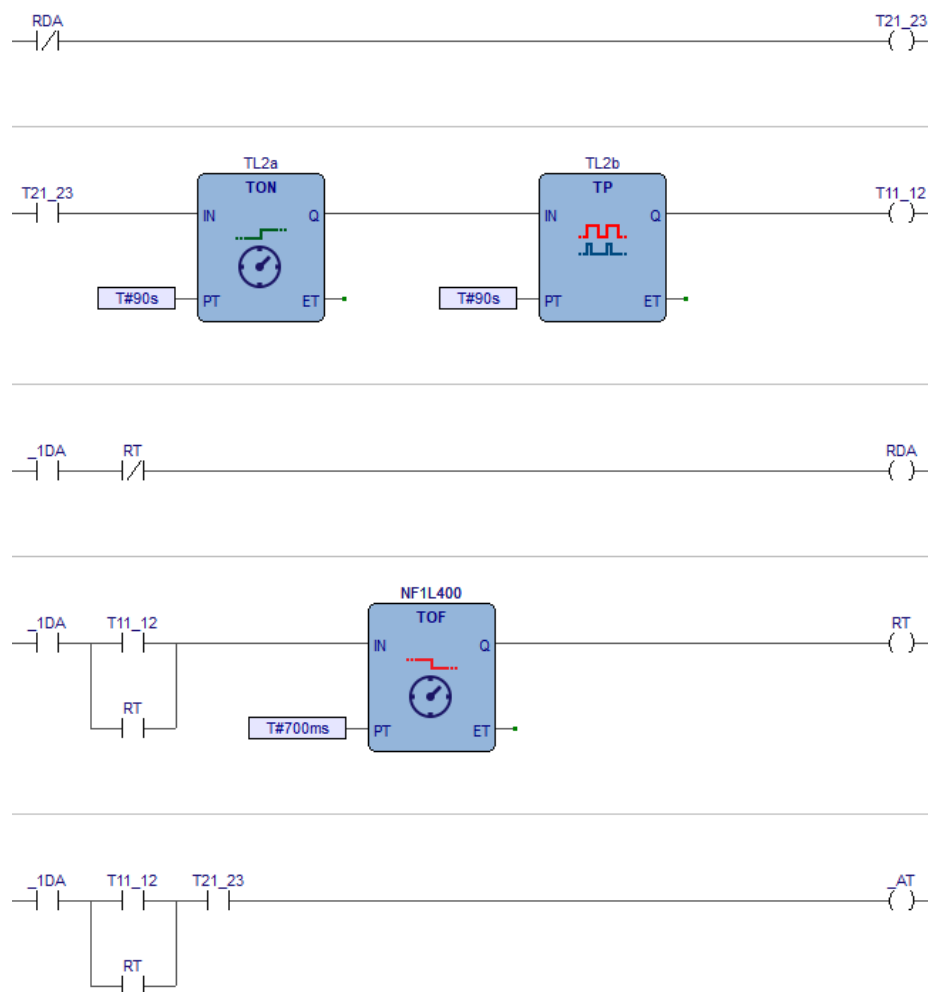 RDA T21_23
TL2a TL2b
T21_23 TON TP T11_12
IN Q IN Q
T#90s PT ET T#90s PT ET
_1DA RT RDA
NF1L400
_1DA T11_12 TOF RT
IN Q
RT T#700ms PT ET
_1DA T11_12 T21_23 _AT
RT